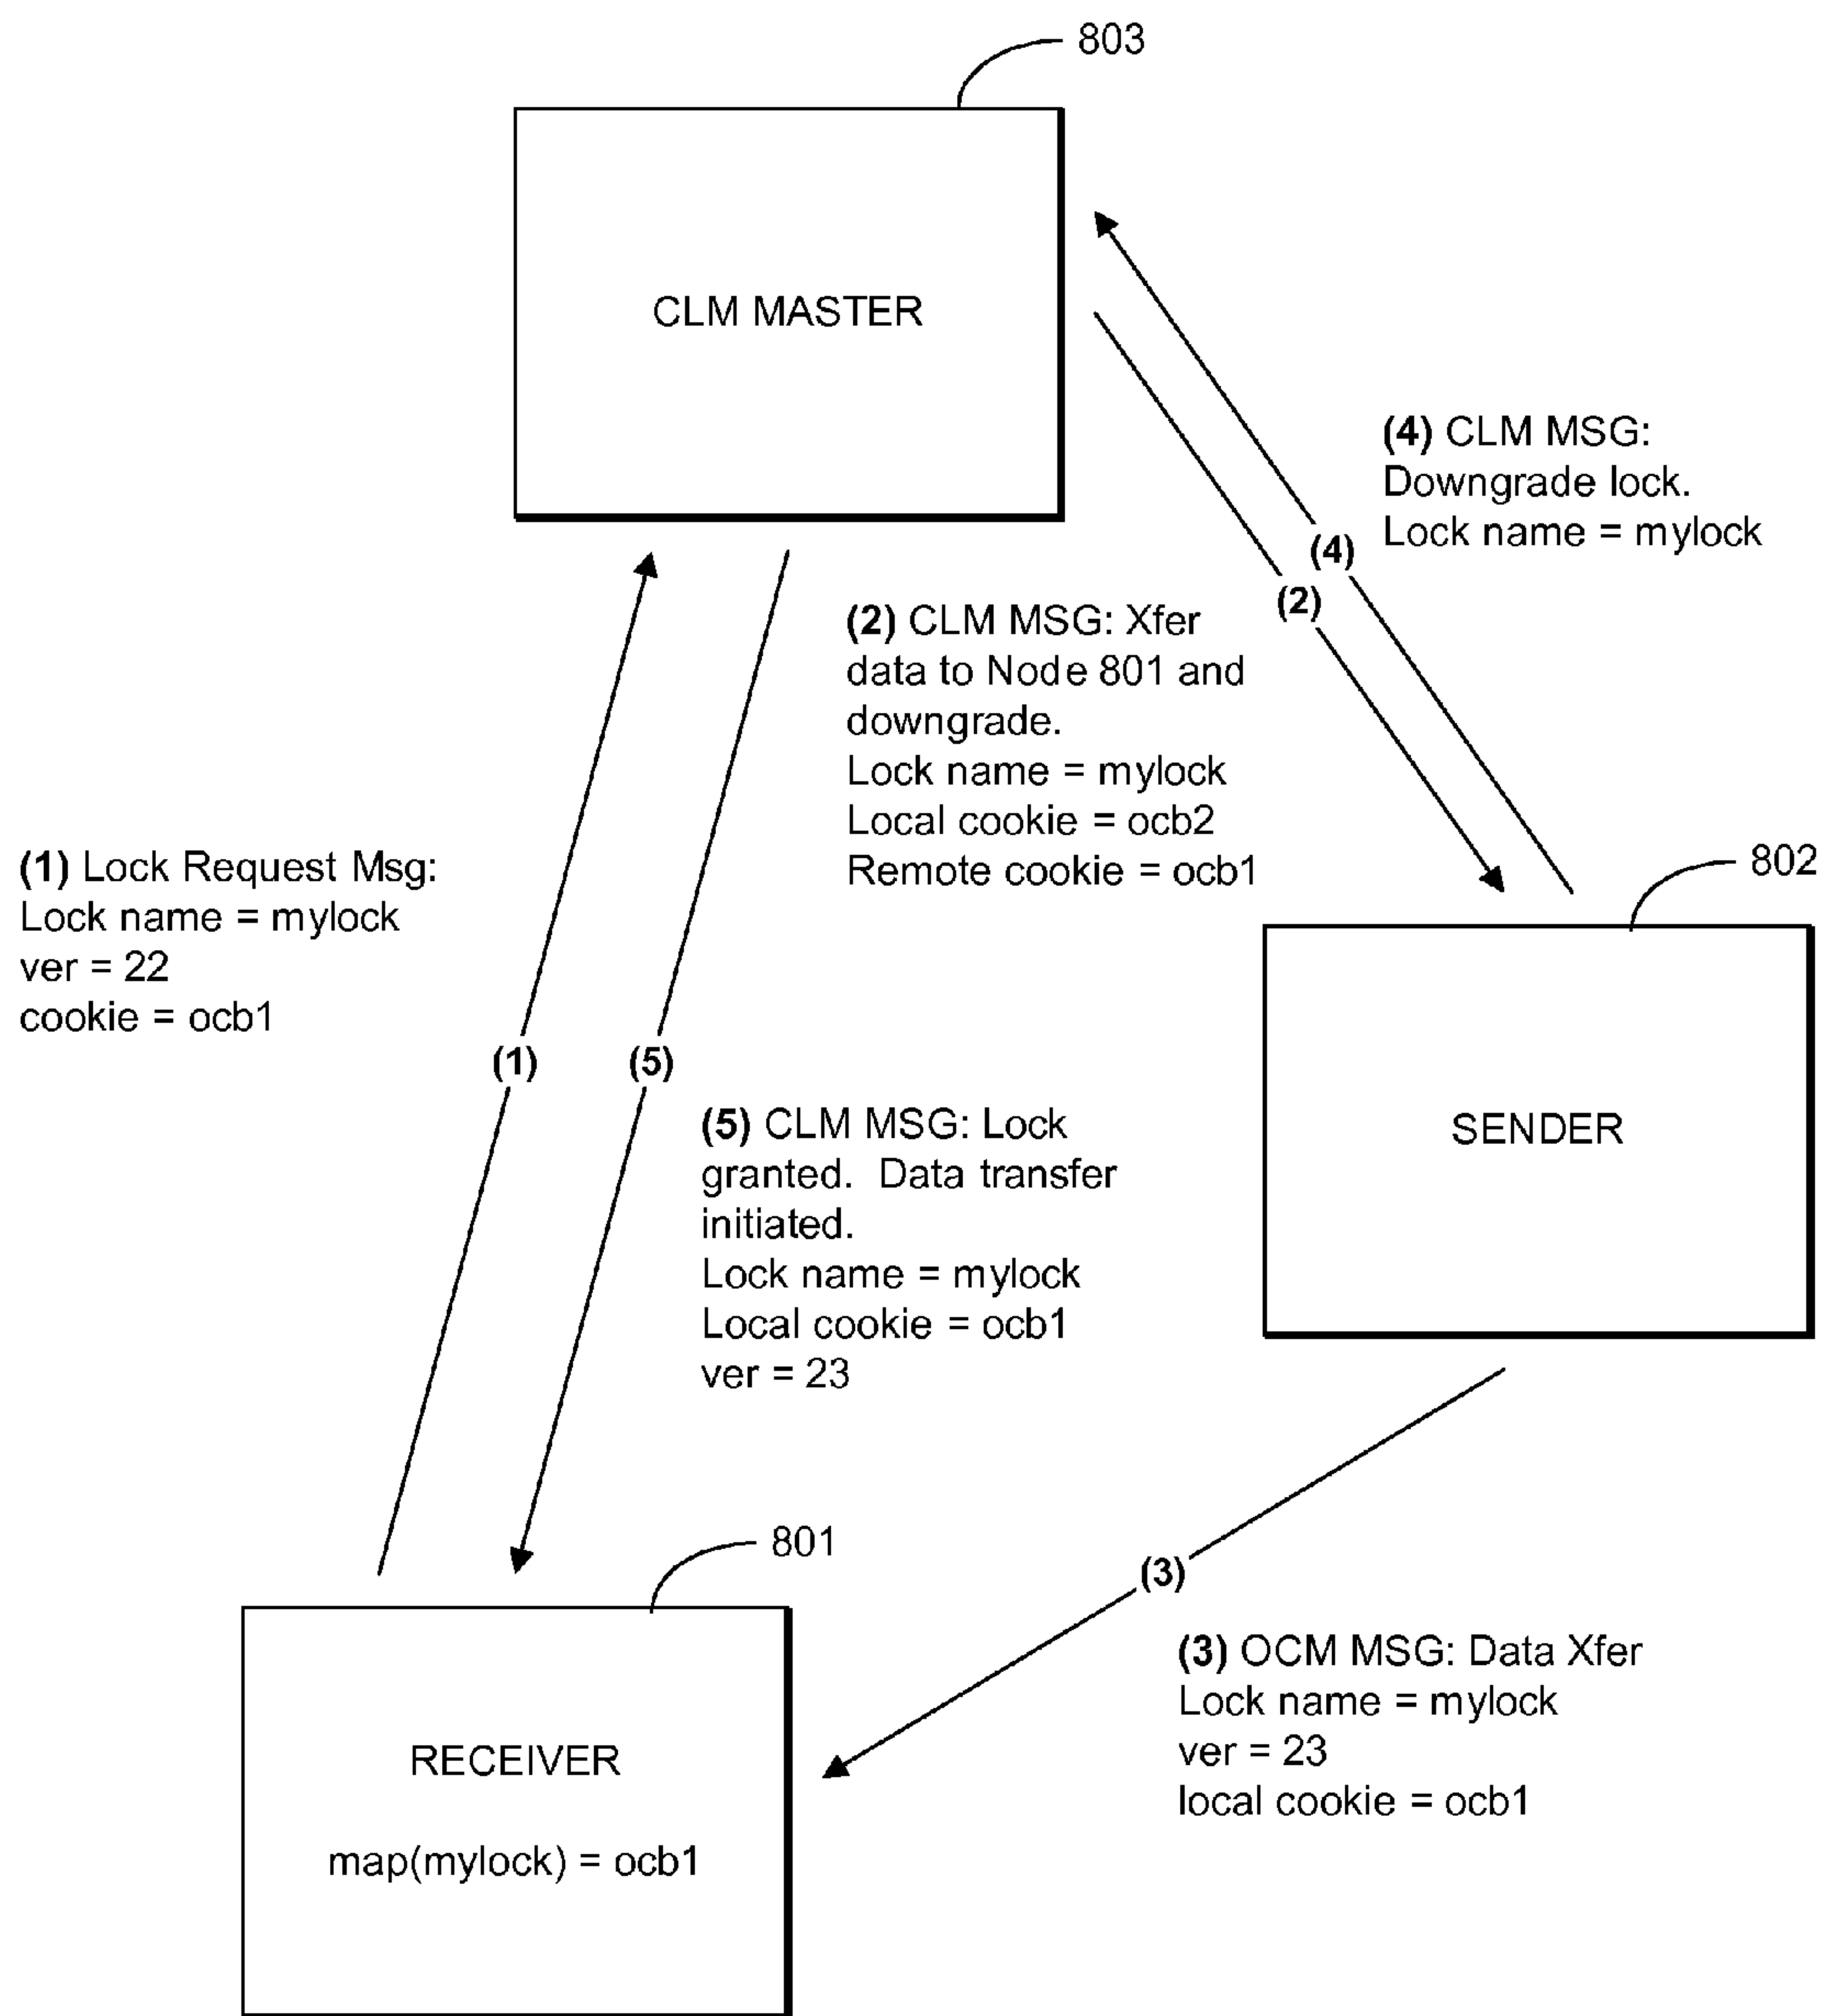 803
CLM MASTER
(4) CLM MSG:
Downgrade lock.
Lock name = mylock
(4)
(2)
(2) CLM MSG: Xfer
data to Node 801 and
downgrade.
Lock name = mylock
Local cookie = ocb2
Remote cookie = ocb1
(1) Lock Request Msg:
Lock name = mylock
ver = 22
cookie = ocb1
802
(1)
(5)
SENDER
(5) CLM MSG: Lock
granted. Data transfer
initiated.
Lock name = mylock
Local cookie = ocb1
ver = 23
801
(3)
(3) OCM MSG: Data Xfer
Lock name = mylock
ver = 23
local cookie = ocb1
RECEIVER
map(mylock) = ocb1